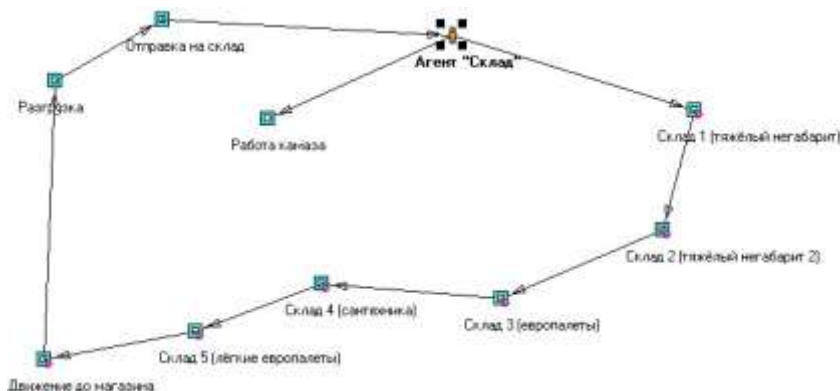 Отправка на склад
Агент "Склад"
Разгрузка
Работа камаза
Склад 1 (тяжёлый негабарит)
Склад 2 (тяжёлый негабарит 2)
Склад 4 (сантехника)
Склад 3 (европалеты)
Склад 5 (лёгкие европалеты)
Движение до магазина